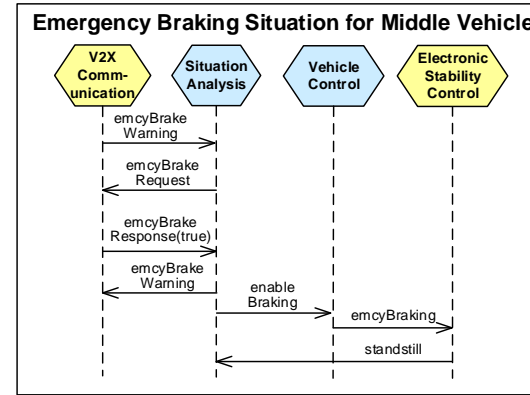 Emergency Braking Situation for Middle Vehicle
V2X
Comm-
unication
Situation
Analysis
Vehicle
Control
Electronic
Stability
Control
emcyBrake
Warning
emcyBrake
Request
emcyBrake
Response(true)
emcyBrake
Warning
enable
Braking
emcyBraking
standstill